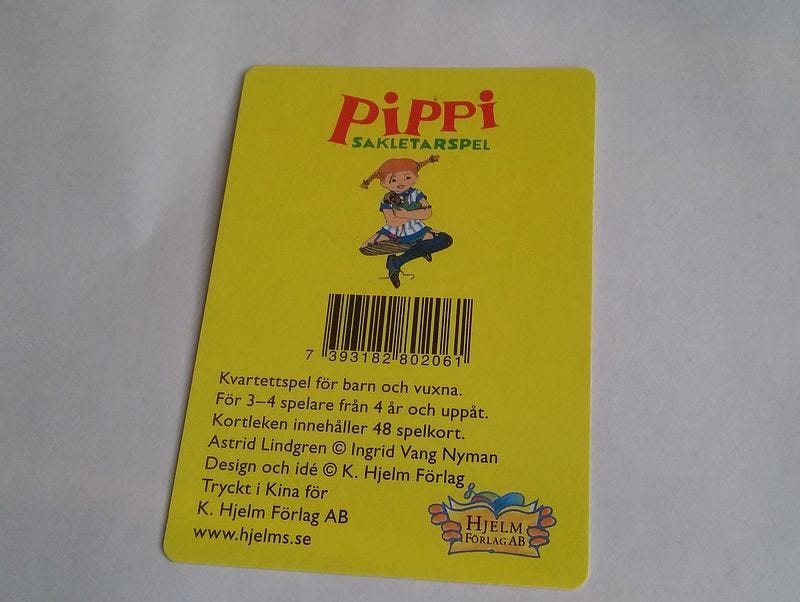 PiPPi
SAKLETARSPEL
7 393182 802061
Kvartettspel för barn och vuxna.
För 3–4 spelare från 4 år och uppåt.
Kortleken innehåller 48 spelkort.
Astrid Lindgren © Ingrid Vang Nyman
Design och idé © K. Hjelm Förlag
Tryckt i Kina för
K. Hjelm Förlag AB
www.hjelms.se
HJELM
FÖRLAG AB